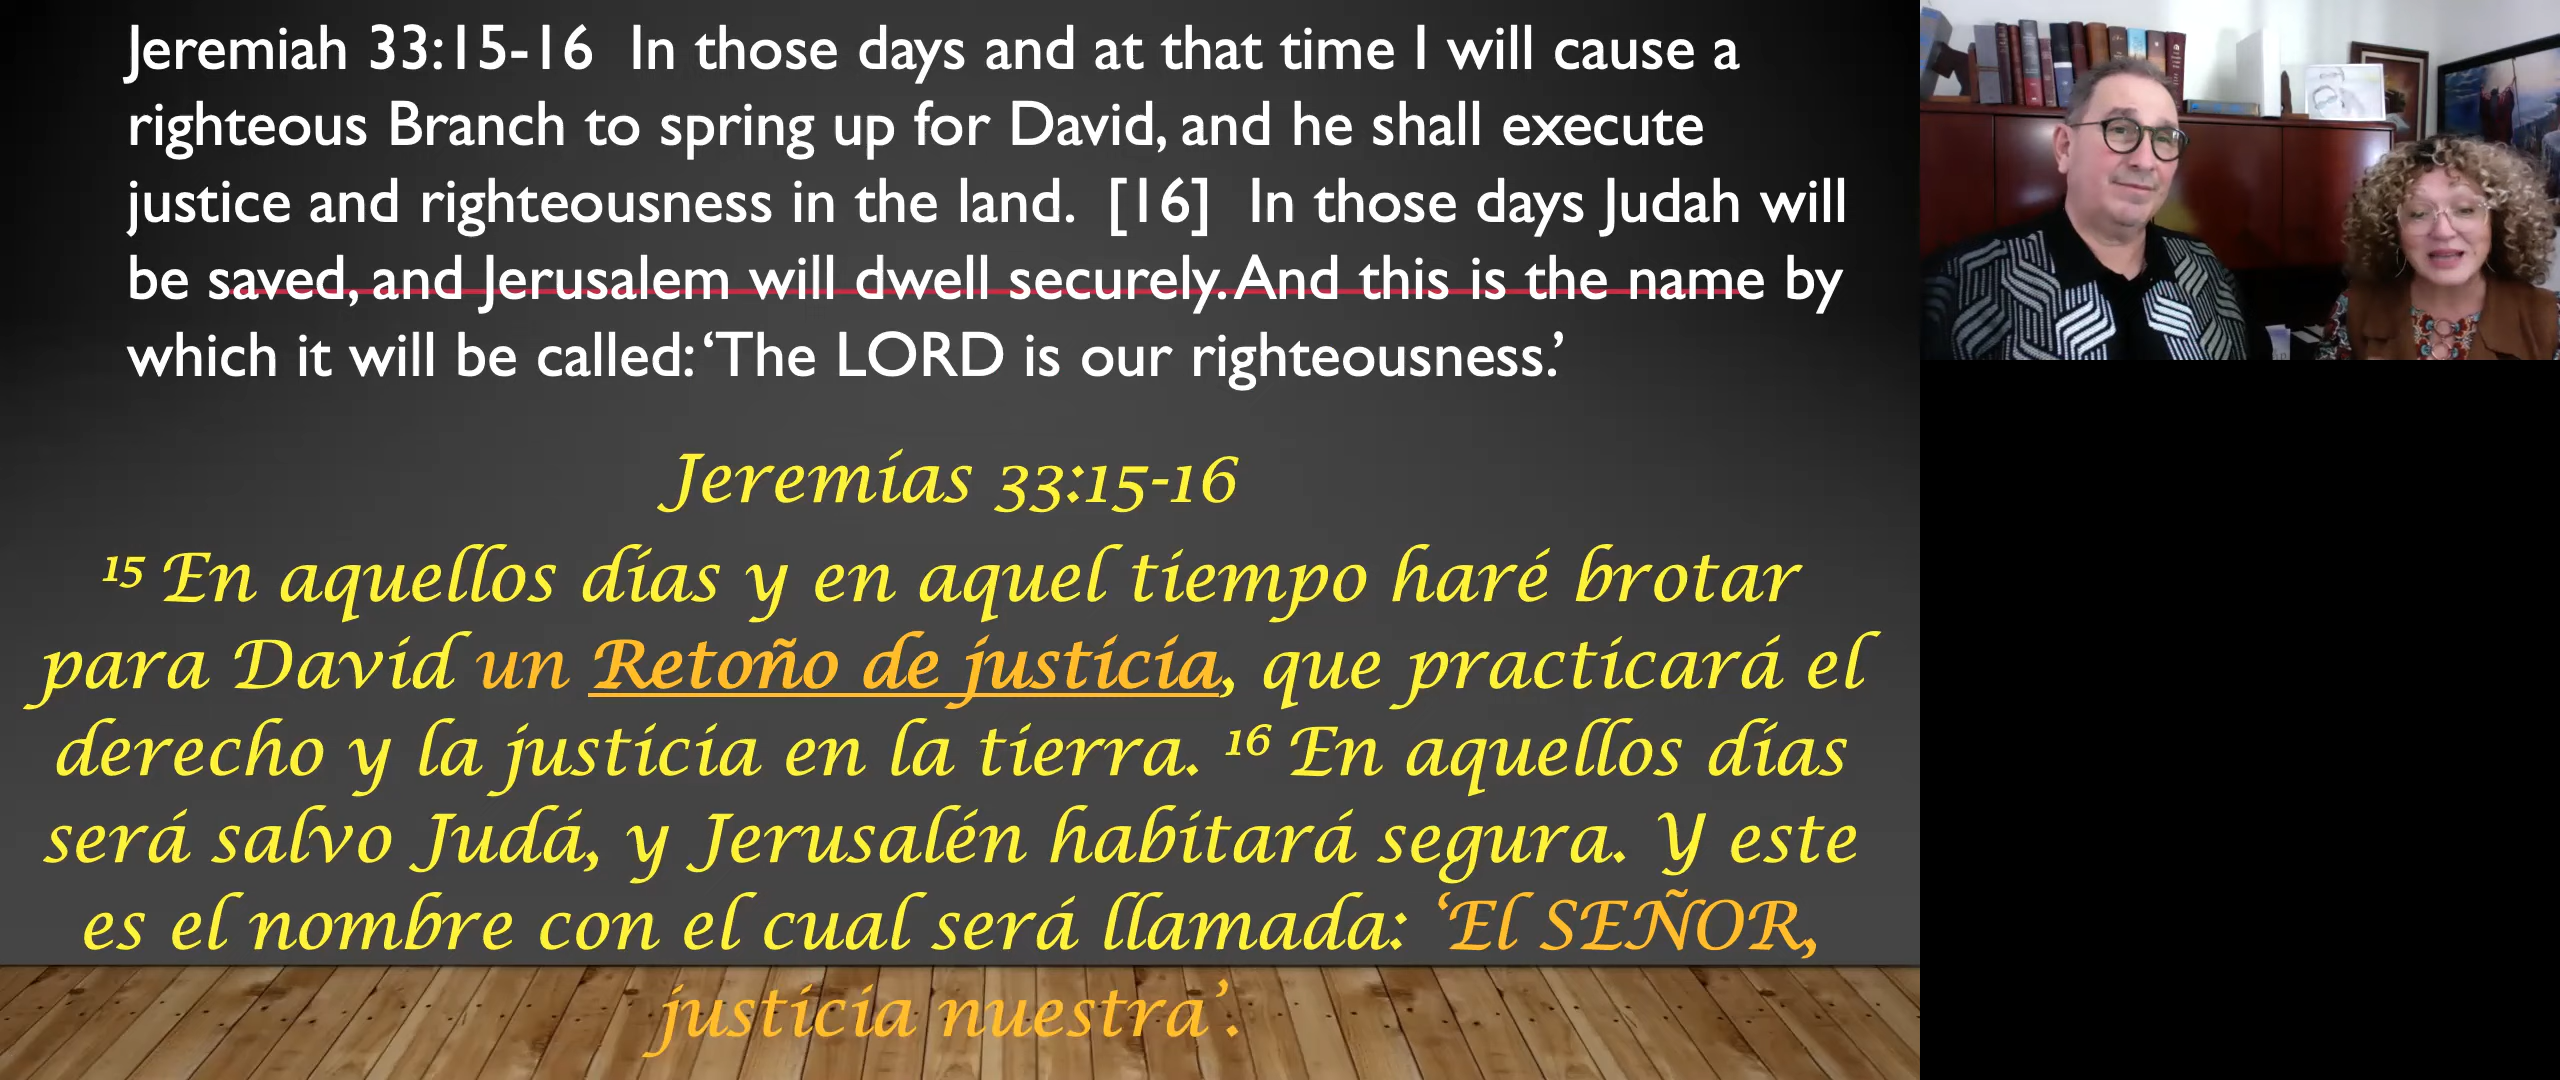 Jeremiah 33:15-16  In those days and at that time I will cause a
righteous Branch to spring up for David, and he shall execute
justice and righteousness in the land.  [16]  In those days Judah will
be saved, and Jerusalem will dwell securely. And this is the name by
which it will be called: ‘The LORD is our righteousness.’
Jeremías 33:15-16
15 En aquellos días y en aquel tiempo haré brotar
para David un Retoño de justicia, que practicará el
derecho y la justicia en la tierra. 16 En aquellos días
será salvo Judá, y Jerusalén habitará segura. Y este
es el nombre con el cual será llamada: ‘El SEÑOR,
justicia nuestra’.